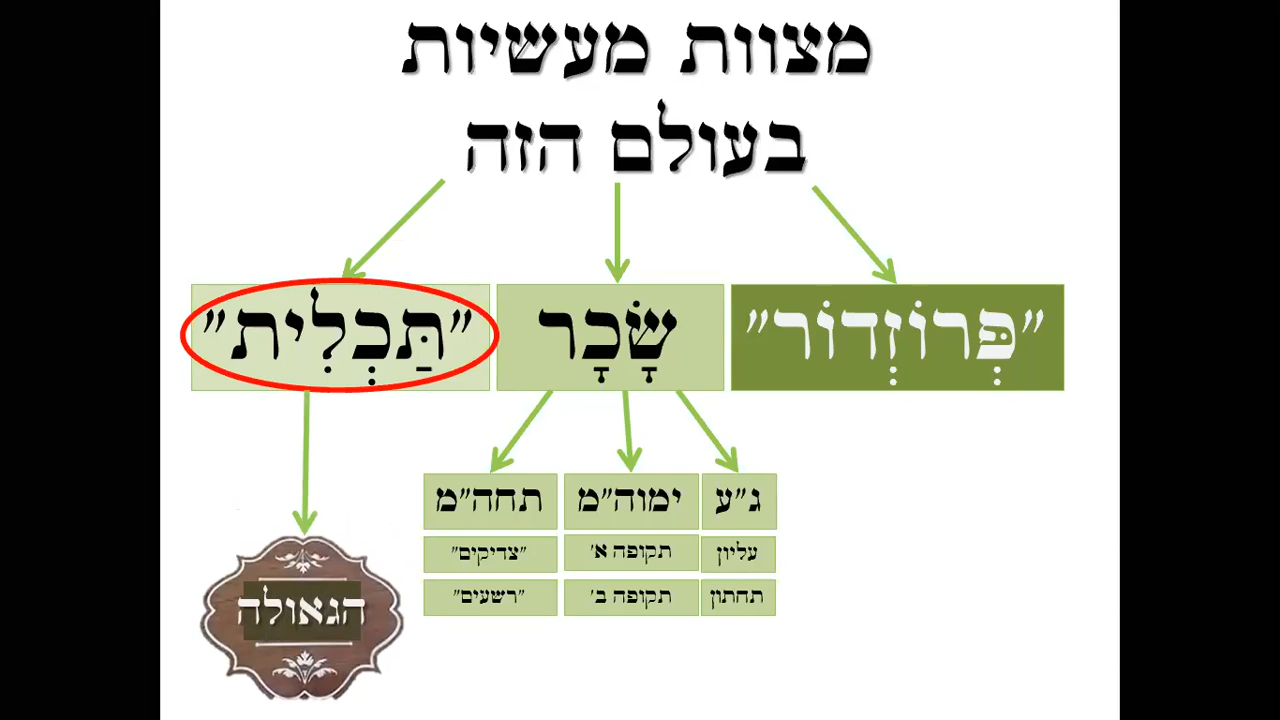 מצוות מעשיות
בעולם הזה
"פְּרוֹזְדוֹר"
שָׂכָר
"תַּכְלִית"
ג"ע
ימוה"מ
תחה"מ
עליון
תקופה א'
"צדיקים"
תחתון
תקופה ב'
"רשעים"
הגאולה